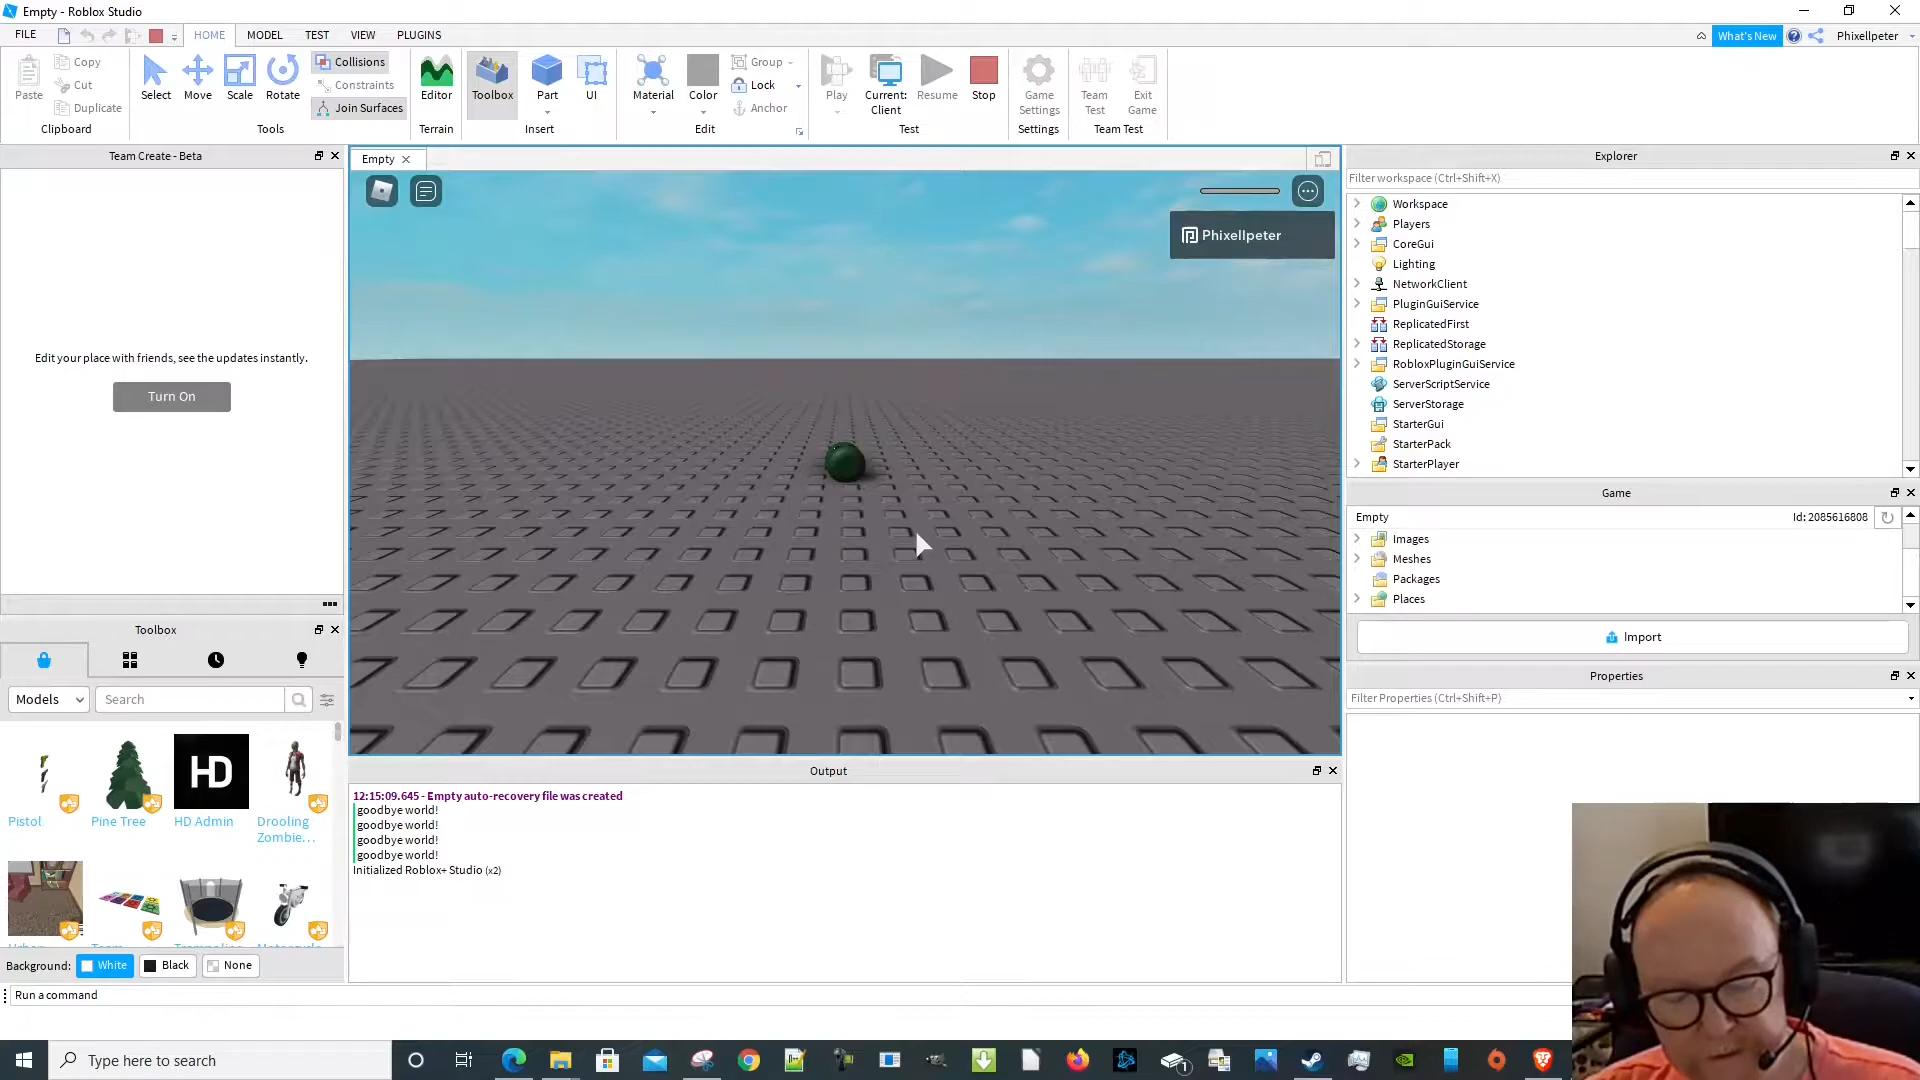 Empty - Roblox Studio
FILE HOME MODEL TEST VIEW PLUGINS What's New Phixellpeter
Paste Copy Cut Duplicate
Clipboard
Select Move Scale Rotate Collisions Constraints Join Surfaces
Tools
Editor
Terrain
Toolbox Part UI
Insert
Material Color Group Lock Anchor
Edit
Play Current: Client Resume Stop
Test
Game Settings
Settings
Team Test Exit Game
Team Test
Team Create - Beta
Edit your place with friends, see the updates instantly.
Turn On
Toolbox
Models Search
Pistol Pine Tree HD Admin Drooling Zombie...
HD
Background: White Black None
Run a command
Empty
Phixellpeter
Output
12:15:09.645 - Empty auto-recovery file was created
goodbye world!
goodbye world!
goodbye world!
goodbye world!
Initialized Roblox+ Studio (x2)
Explorer
Filter workspace (Ctrl+Shift+X)
Workspace
Players
CoreGui
Lighting
NetworkClient
PluginGuiService
ReplicatedFirst
ReplicatedStorage
RobloxPluginGuiService
ServerScriptService
ServerStorage
StarterGui
StarterPack
StarterPlayer
Game
Empty Id: 2085616808
Images
Meshes
Packages
Places
Import
Properties
Filter Properties (Ctrl+Shift+P)
Type here to search
1